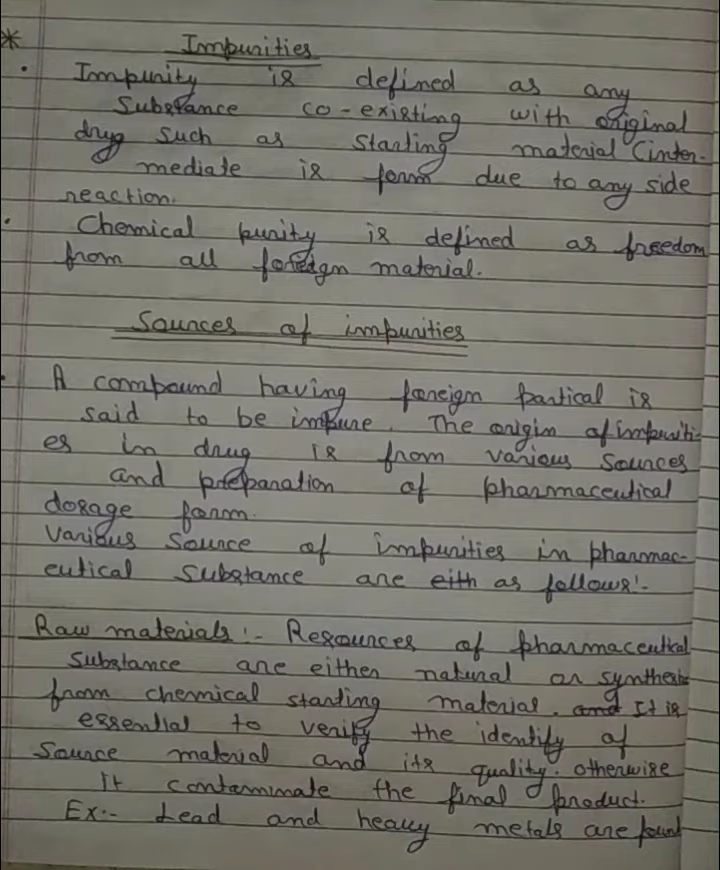 * Impurities
• Impurity is defined as any
substance co-existing with original
drug such as starting material (inter-
mediate is form due to any side
reaction.
• Chemical purity is defined as freedom
from all foreign material.
Sources of impurities
• A compound having foreign partical is
said to be impure. The origin of impuriti-
es in drug is from various sources
and preparation of pharmaceutical
dosage form.
Various source of impurities in pharmac-
eutical substance are eith as follows:-
Raw materials :- Resources of pharmaceutical
substance are either natural or synthesis
from chemical starting material. and It is
essential to verify the identify of
source material and its quality. otherwise
It contaminate the final product.
Ex:- Lead and heavy metals are found